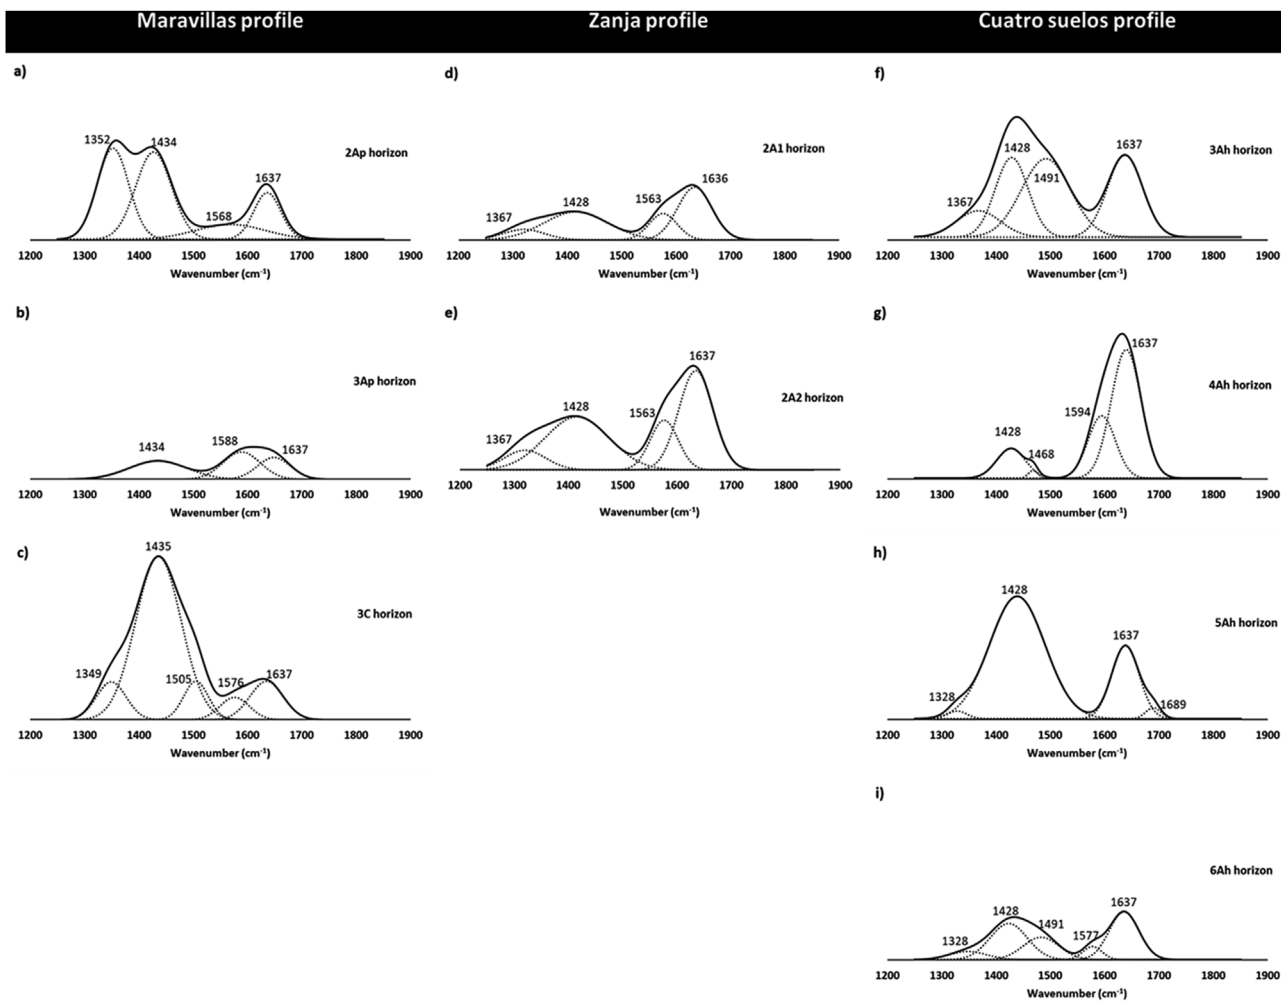 Maravillas profile
Zanja profile
Cuatro suelos profile
a)
1352
1434
1568
1637
2Ap horizon
1200 1300 1400 1500 1600 1700 1800 1900
Wavenumber (cm⁻¹)
b)
1434
1588
1637
3Ap horizon
1200 1300 1400 1500 1600 1700 1800 1900
Wavenumber (cm⁻¹)
c)
1349
1435
1505
1576
1637
3C horizon
1200 1300 1400 1500 1600 1700 1800 1900
Wavenumber (cm⁻¹)
d)
1367
1428
1563
1636
2A1 horizon
1200 1300 1400 1500 1600 1700 1800 1900
Wavenumber (cm⁻¹)
e)
1367
1428
1563
1637
2A2 horizon
1200 1300 1400 1500 1600 1700 1800 1900
Wavenumber (cm⁻¹)
f)
1367
1428
1491
1637
3Ah horizon
1200 1300 1400 1500 1600 1700 1800 1900
Wavenumber (cm⁻¹)
g)
1428
1468
1594
1637
4Ah horizon
1200 1300 1400 1500 1600 1700 1800 1900
Wavenumber (cm⁻¹)
h)
1328
1428
1637
1689
5Ah horizon
1200 1300 1400 1500 1600 1700 1800 1900
Wavenumber (cm⁻¹)
i)
1328
1428
1491
1577
1637
6Ah horizon
1200 1300 1400 1500 1600 1700 1800 1900
Wavenumber (cm⁻¹)